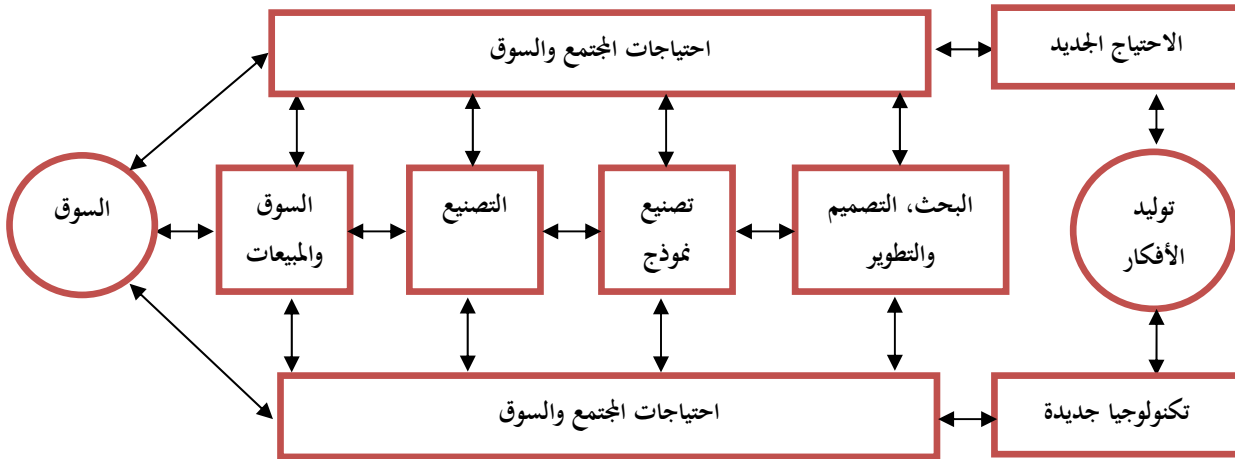 الاحتياج الجديد
احتياجات المجتمع والسوق
توليد
الأفكار
البحث، التصميم
والتطوير
تصنيع
نموذج
التصنيع
السوق
والمبيعات
السوق
تكنولوجيا جديدة
احتياجات المجتمع والسوق